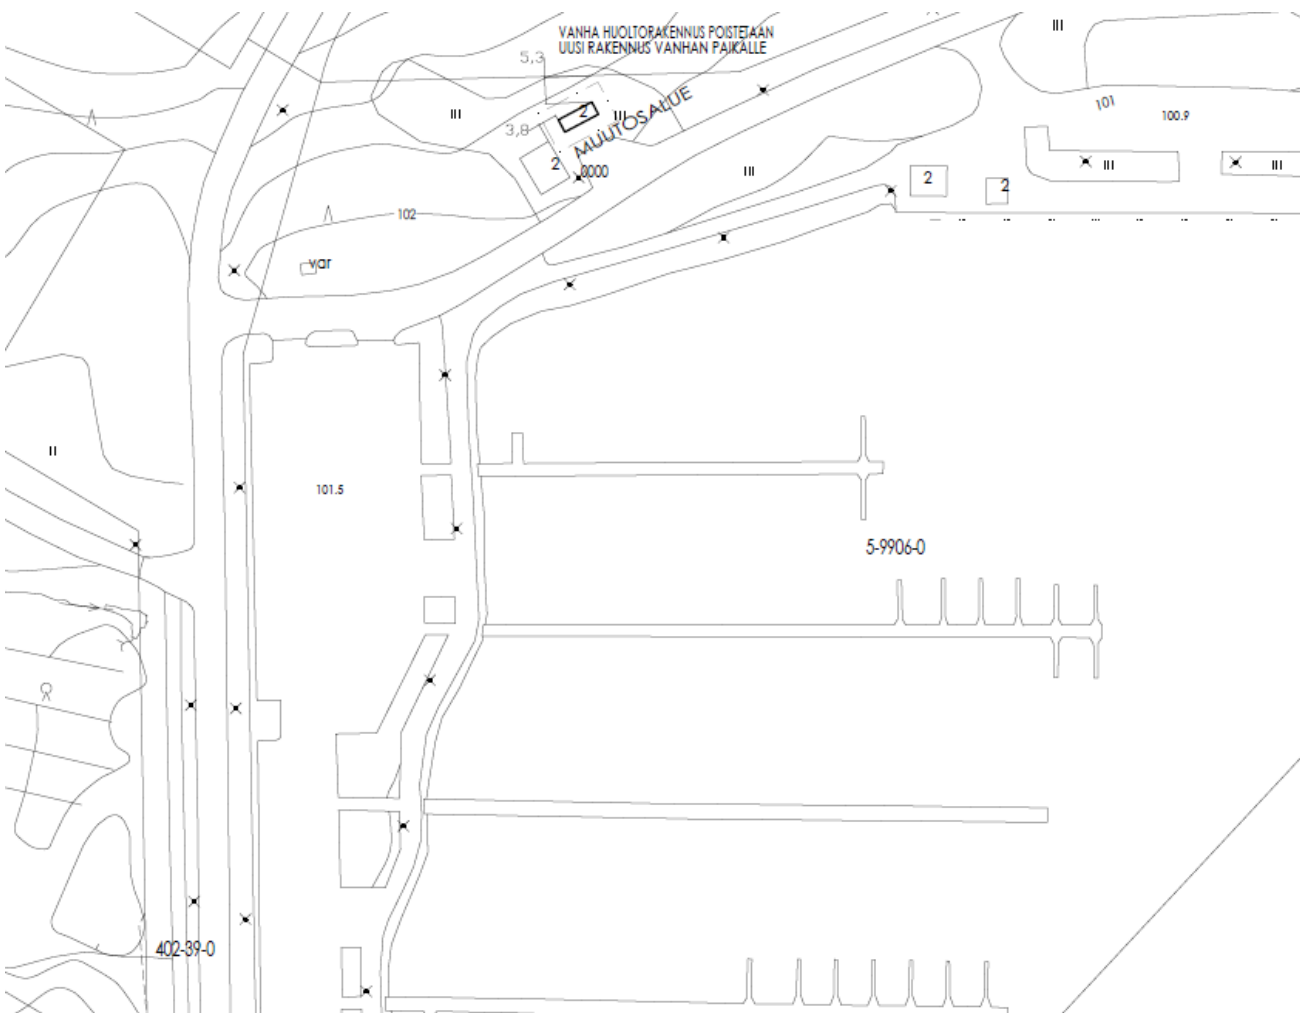 VANHA HUOLTORAKENNUS POISTETAAN
UUSI RAKENNUS VANHAN PAIKALLE
III
5,3
101
100.9
III
2
III
MUUTOSALUE
3,8
2
0000
III
2
2
III
III
102
var
II
101.5
5-9906-0
402-39-0